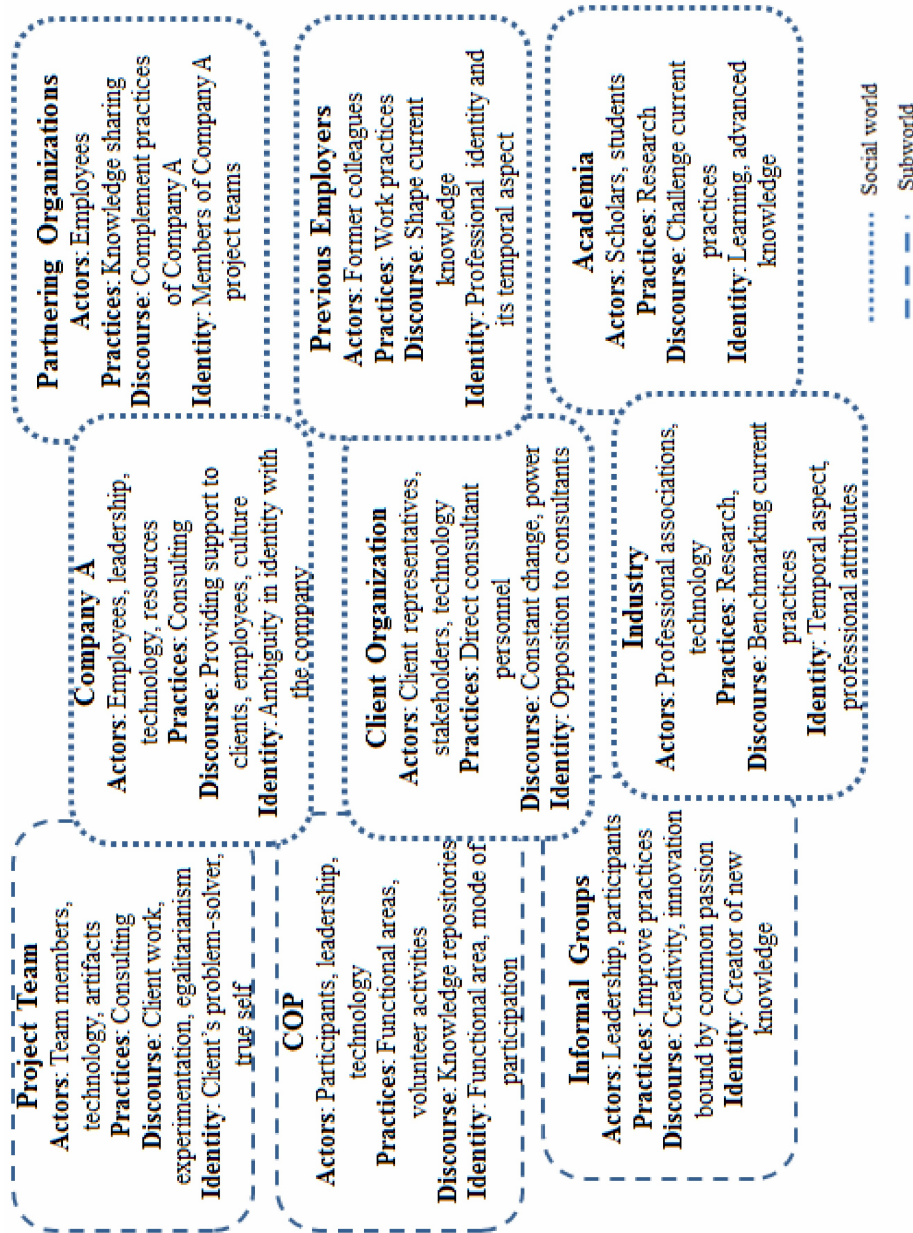 Project Team
Actors: Team members,
technology, artifacts
Practices: Consulting
Discourse: Client work,
experimentation, egalitarianism
Identity: Client's problem-solver,
true self
Company A
Actors: Employees, leadership,
technology, resources
Practices: Consulting
Discourse: Providing support to
clients, employees, culture
Identity: Ambiguity in identity with
the company
Partnering Organizations
Actors: Employees
Practices: Knowledge sharing
Discourse: Complement practices
of Company A
Identity: Members of Company A
project teams
COP
Actors: Participants, leadership,
technology
Practices: Functional areas,
volunteer activities
Discourse: Knowledge repositories
Identity: Functional area, mode of
participation
Client Organization
Actors: Client representatives,
stakeholders, technology
Practices: Direct consultant
personnel
Discourse: Constant change, power
Identity: Opposition to consultants
Previous Employers
Actors: Former colleagues
Practices: Work practices
Discourse: Shape current
knowledge
Identity: Professional identity and
its temporal aspect
Informal Groups
Actors: Leadership, participants
Practices: Improve practices
Discourse: Creativity, innovation
bound by common passion
Identity: Creator of new
knowledge
Industry
Actors: Professional associations,
technology
Practices: Research,
Discourse: Benchmarking current
practices
Identity: Temporal aspect,
professional attributes
Academia
Actors: Scholars, students
Practices: Research
Discourse: Challenge current
practices
Identity: Learning, advanced
knowledge
Social world
Subworld